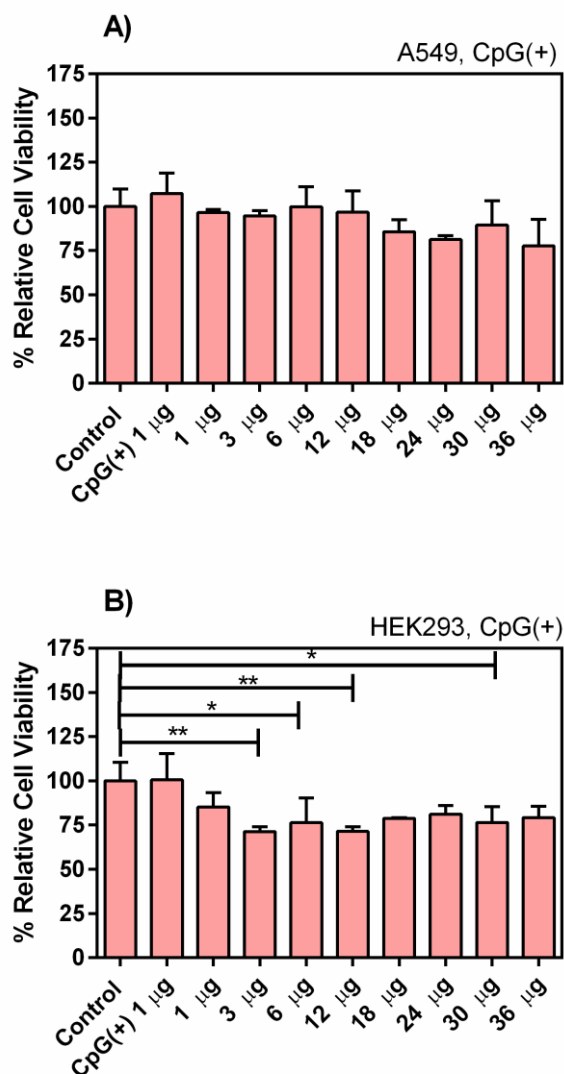 A)
A549, CpG(+)
% Relative Cell Viability
175
150
125
100
75
50
25
0
Control
CpG(+) 1 μg
1 μg
3 μg
6 μg
12 μg
18 μg
24 μg
30 μg
36 μg
B)
HEK293, CpG(+)
% Relative Cell Viability
175
150
125
100
75
50
25
0
*
**
*
**
Control
CpG(+) 1 μg
1 μg
3 μg
6 μg
12 μg
18 μg
24 μg
30 μg
36 μg